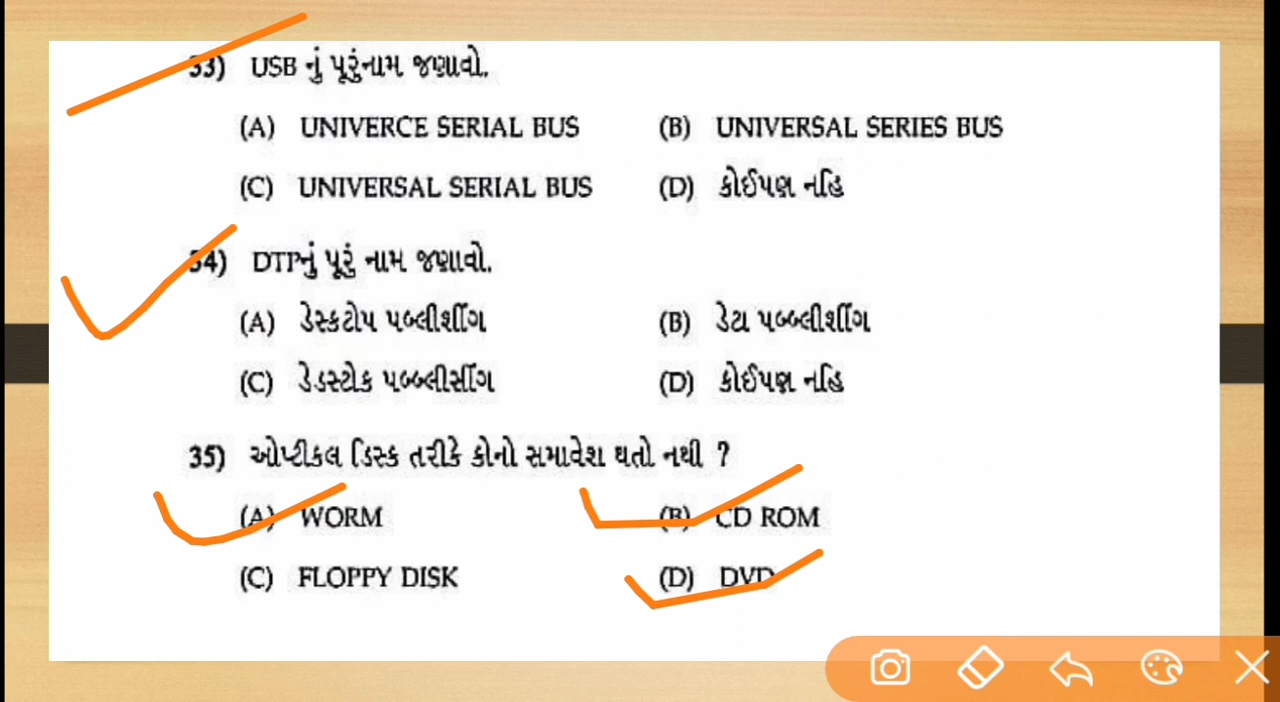 33) USB નું પૂરુંનામ જણાવો.
(A) UNIVERCE SERIAL BUS (B) UNIVERSAL SERIES BUS
(C) UNIVERSAL SERIAL BUS (D) કોઈપણ નહિ
34) DTPનું પૂરું નામ જણાવો.
(A) ડેસ્કટોપ પબ્લીશીંગ (B) ડેટા પબ્બ્લીશીંગ
(C) ડેડસ્ટોક પબ્બ્લીસીંગ (D) કોઈપણ નહિ
35) ઓપ્ટીકલ ડિસ્ક તરીકે કોનો સમાવેશ થતો નથી ?
(A) WORM (B) CD ROM
(C) FLOPPY DISK (D) DVD